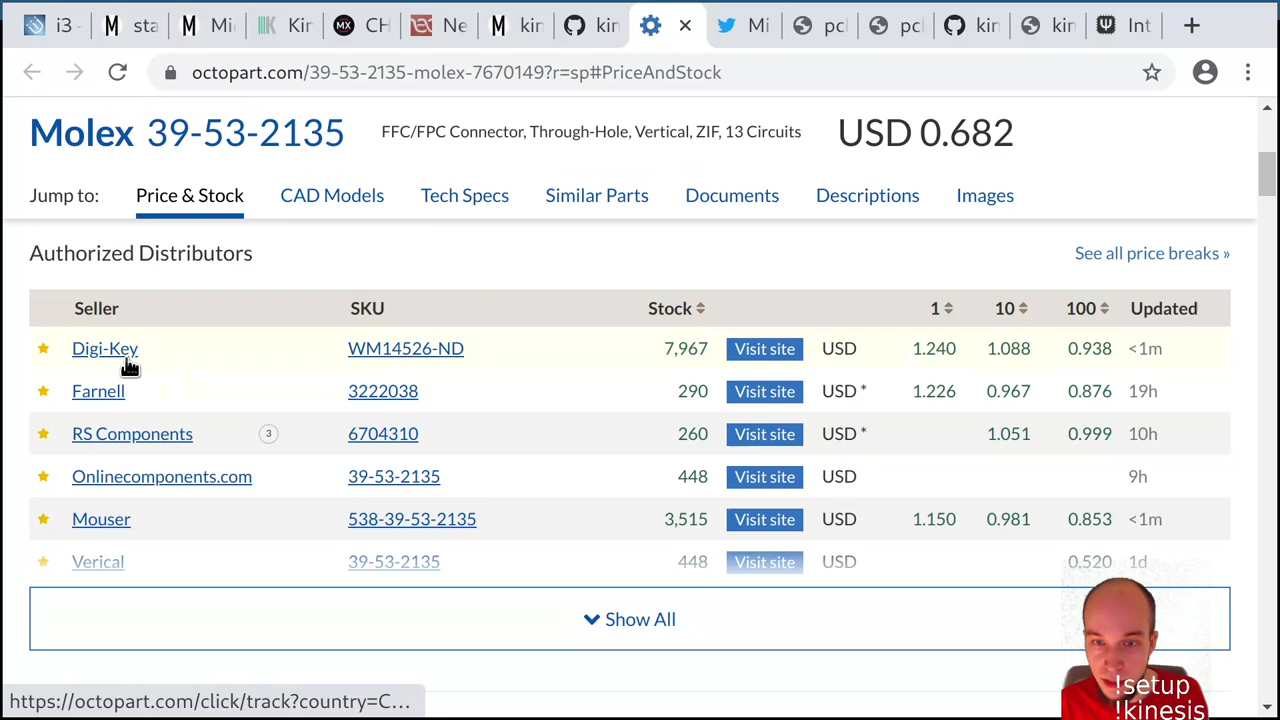 i3 -
sta
Mi
Kin
CH
Ne
kin
kin
Mi
pcl
pcl
kin
kin
Int
octopart.com/39-53-2135-molex-7670149?r=sp#PriceAndStock
Molex 39-53-2135 FFC/FPC Connector, Through-Hole, Vertical, ZIF, 13 Circuits USD 0.682
Jump to: Price & Stock CAD Models Tech Specs Similar Parts Documents Descriptions Images
Authorized Distributors See all price breaks »
Seller SKU Stock 1 10 100 Updated
Digi-Key WM14526-ND 7,967 Visit site USD 1.240 1.088 0.938 <1m
Farnell 3222038 290 Visit site USD * 1.226 0.967 0.876 19h
RS Components 3 6704310 260 Visit site USD * 1.051 0.999 10h
Onlinecomponents.com 39-53-2135 448 Visit site USD 9h
Mouser 538-39-53-2135 3,515 Visit site USD 1.150 0.981 0.853 <1m
Verical 39-53-2135 448 Visit site USD 0.520 1d
Show All
https://octopart.com/click/track?country=C...
!setup
!kinesis